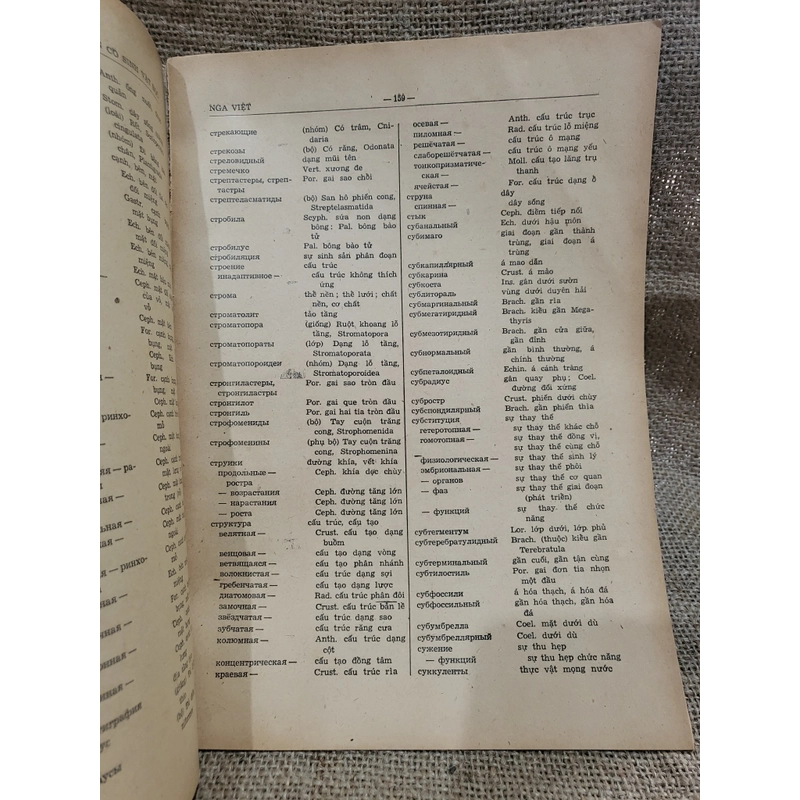 — 159 —
NGA VIỆT
стрекающие (nhóm) Có trâm, Cni-
daria
стрекозы (bộ) Có răng, Odonata
стреловидный dạng mũi tên
стремечко Vert. xương đe
стрептастеры, стреп- Por. gai sao chổi
тастры
стрептеласматиды (bộ) San hô phiến cong,
Streptelasmatida
стробила Scyph. sứa non dạng
bông; Pal. bông bào
tử
стробилус Pal. bông bào tử
стробиляция sự sinh sản phân đoạn
строение cấu trúc
инадаптивное — cấu trúc không thích
ứng
строма thể nền; thể lưới; chất
nền, cơ chất
строматолит tảo tầng
строматопора (giống) Ruột khoang lỗ
tầng, Stromatopora
строматопораты (lớp) Dạng lỗ tầng,
Stromatoporata
строматопороидеи (nhóm) Dạng lỗ tầng,
Stromatoporoidea
стронгиластеры, Por. gai sao tròn đầu
стронгиластры
стронгилот Por. gai que tròn đầu
стронгиль Por. gai hai tia tròn đầu
строфомениды (bộ) Tay cuộn trăng
cong, Strophomenida
строфоменины (phụ bộ) Tay cuộn trăng
cong, Strophomenina
струйки đường khía, vết khía
продольные — Ceph. khía dọc chùy
ростра
— возрастания Ceph. đường tăng lớn
— нарастания Ceph. đường tăng lớn
— роста Ceph. đường tăng lớn
структура cấu trúc, cấu tạo
велятная — Crust. cấu tạo dạng
buồm
венцовая — cấu tạo dạng vòng
ветвящаяся — cấu tạo phân nhánh
волокнистая — cấu trúc dạng sợi
гребенчатая — cấu tạo dạng lược
диатомовая — Rad. cấu trúc phân đôi
замочная — Crust. cấu trúc bản lề
звёздчатая — cấu trúc dạng sao
зубчатая — cấu trúc răng cưa
колюмная — Anth. cấu trúc dạng
cột
концентрическая — cấu tạo đồng tâm
краевая — Crust. cấu trúc rìa
осевая — Anth. cấu trúc trục
пиломная — Rad. cấu trúc lỗ miệng
решётчатая — cấu trúc ô mạng
слаборешётчатая — cấu trúc ô mạng yếu
тонкопризматиче- Moll. cấu tạo lăng trụ
ская — thanh
ячейстая — For. cấu trúc dạng ổ
струна dây
спинная — dây sống
стык Ceph. điểm tiếp nối
субанальный Ech. dưới hậu môn
субимаго giai đoạn gần thành
trùng, giai đoạn á
trùng
субкапиллярный á mao dẫn
субкарина Crust. á mào
субкоста Ins. gân dưới sườn
сублитораль vùng dưới duyên hải
субмаргинальный Brach. gần rìa
субмегатиридный Brach. kiểu gần Mega-
thyris
субмезотиридный Brach. gần cửa giữa,
gần đỉnh
субнормальный gần bình thường, á
chính thường
субпеталоидный Echin. á cánh tràng
субрадиус gần quay phụ; Coel.
đường đối xứng
субростр Crust. phiến dưới chùy
субспондилярный Brach. gần phiến thìa
субституция sự thay thế
гетеротопная — sự thay thế khác chỗ
гомотопная — sự thay thế đồng vị,
sự thay thế cùng chỗ
физиологическая — sự thay thế sinh lý
эмбриональная — sự thay thế phôi
— органов sự thay thế cơ quan
— фаз sự thay thế giai đoạn
(phát triển)
— функций sự thay thế chức
năng
субтегментум Lor. lớp dưới, lớp phủ
субтеребратулидный Brach. (thuộc) kiểu gần
Terebratula
субтерминальный gần cuối, gần tận cùng
субтилостиль Por. gai đơn tia nhọn
một đầu
субфоссили á hóa thạch, á hóa đá
субфоссильный gần hóa thạch, gần hóa
đá
субумбрелла Coel. mặt dưới dù
субумбреллярный Coel. dưới dù
сужение sự thu hẹp
— функций sự thu hẹp chức năng
суккуленты thực vật mọng nước